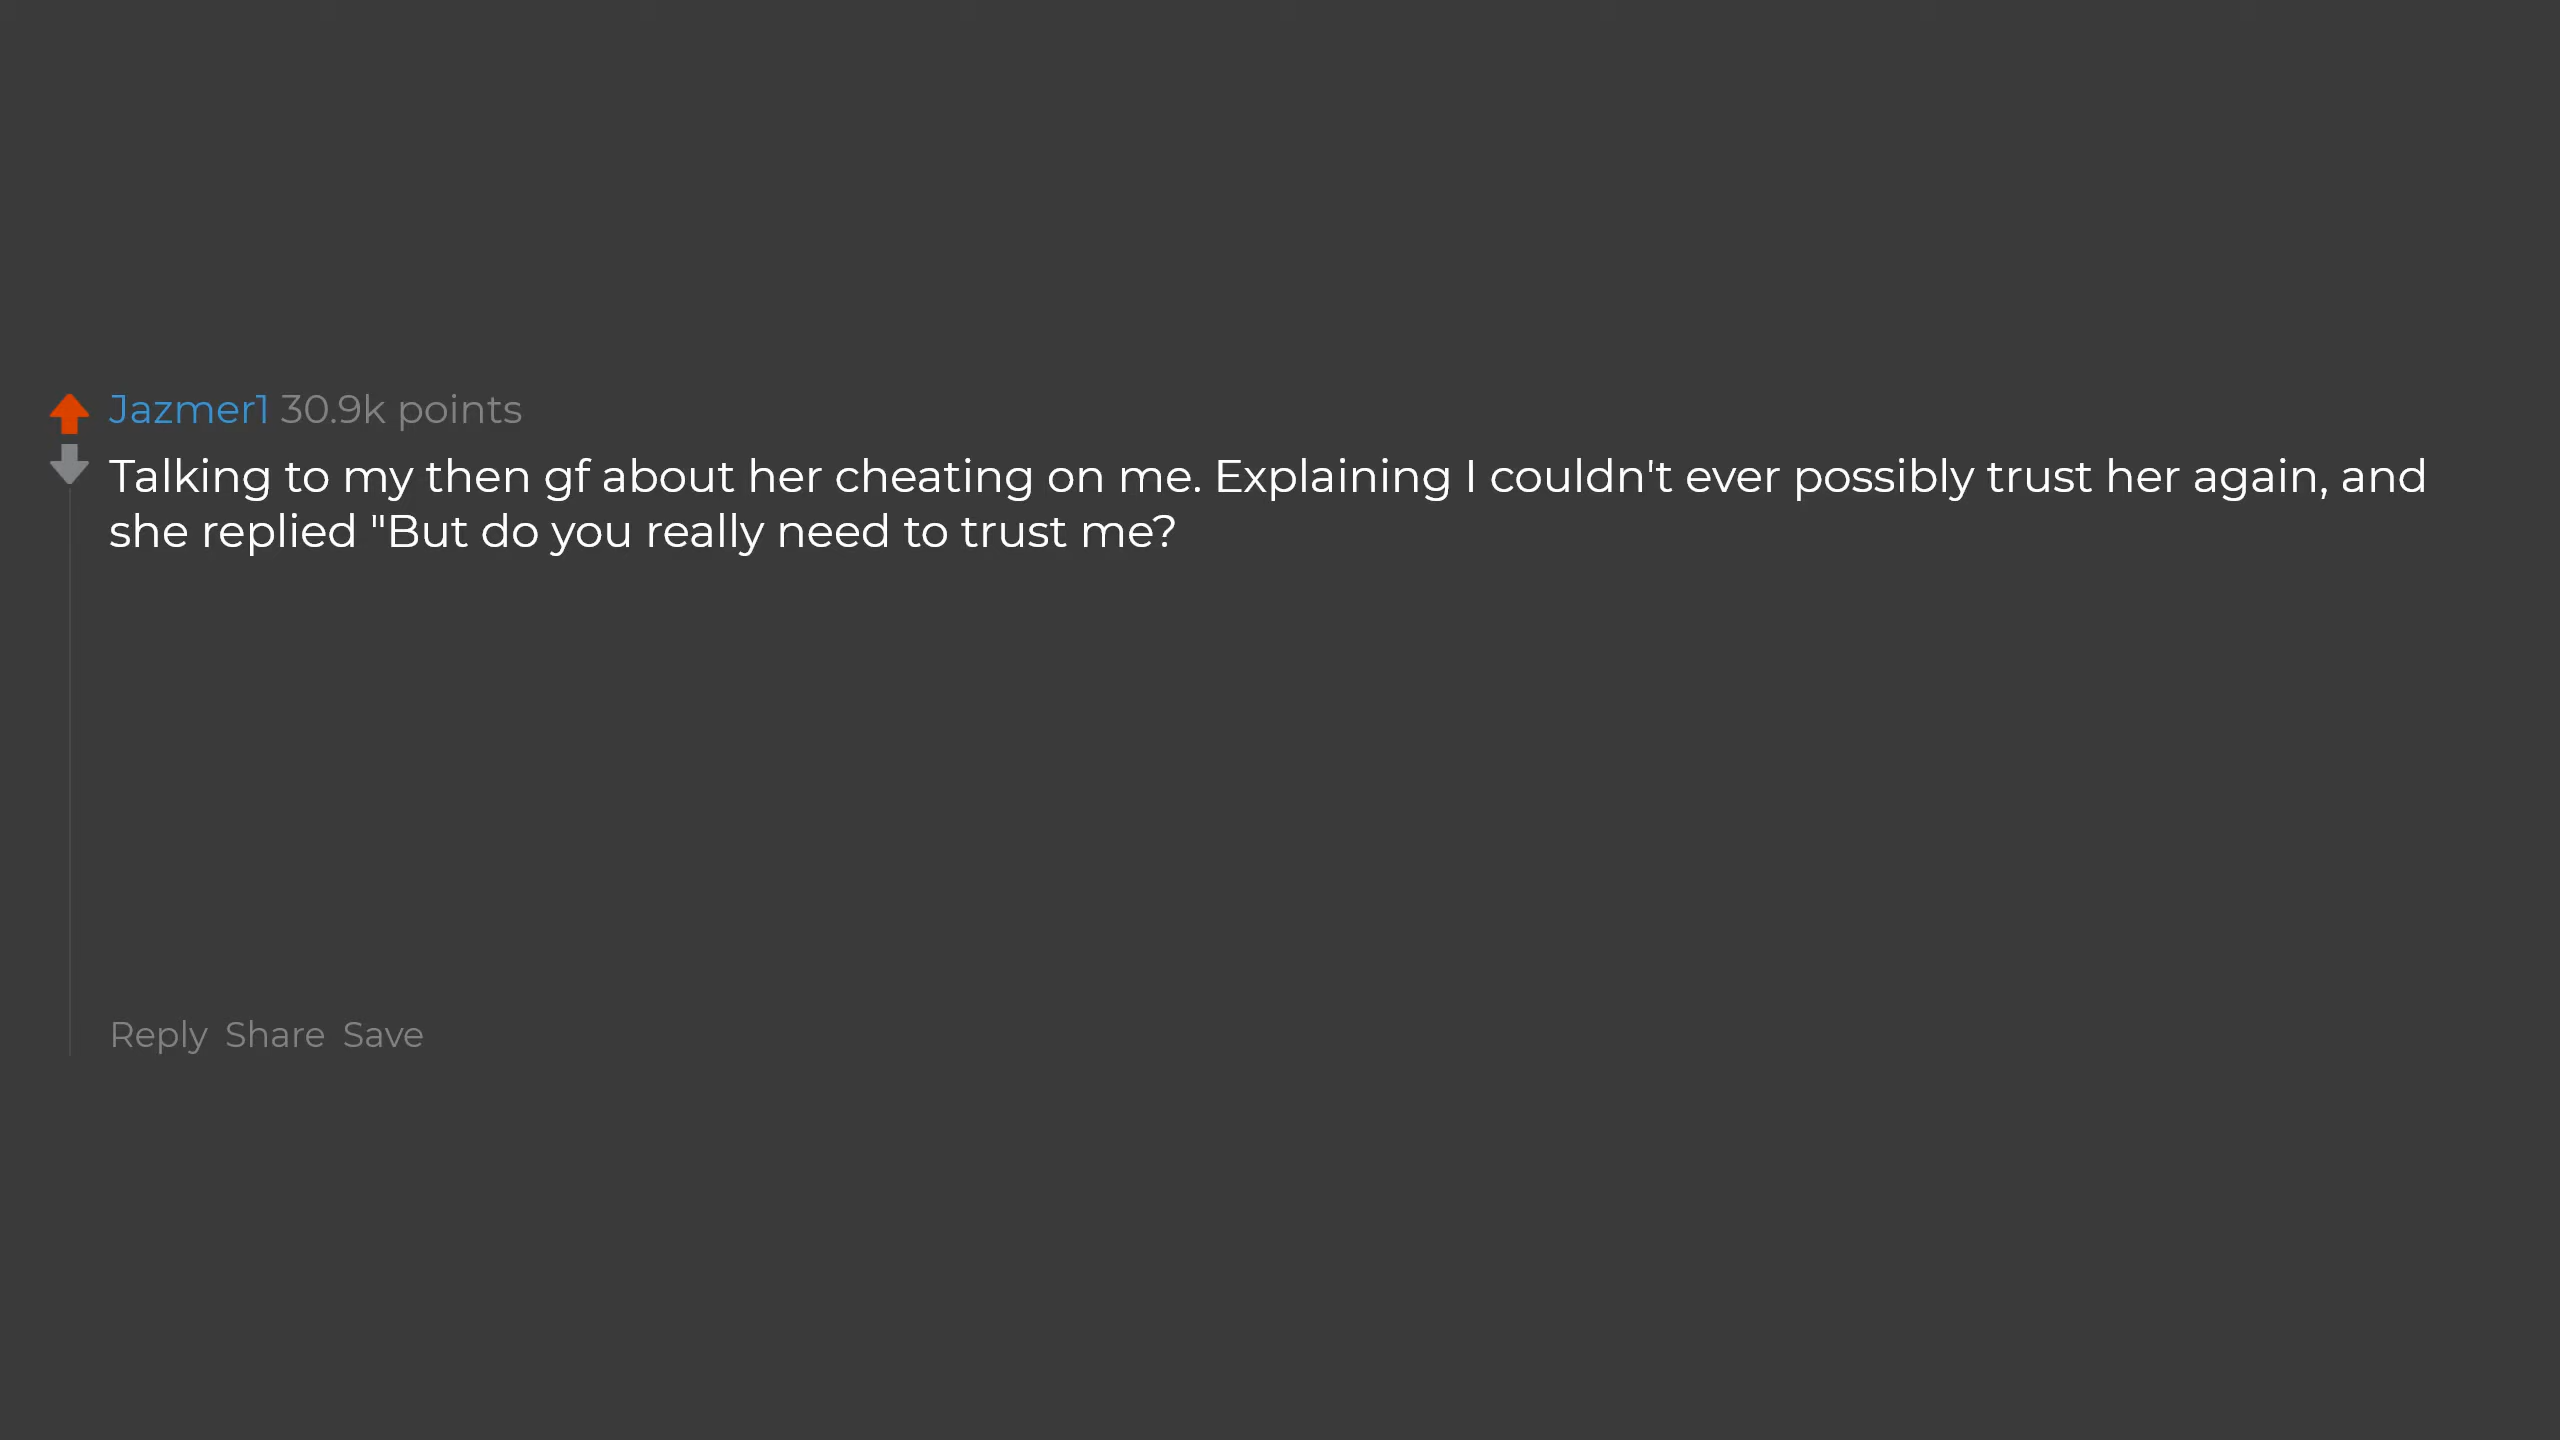 Jazmer1 30.9k points
Talking to my then gf about her cheating on me. Explaining I couldn't ever possibly trust her again, and
she replied "But do you really need to trust me?
Reply Share Save